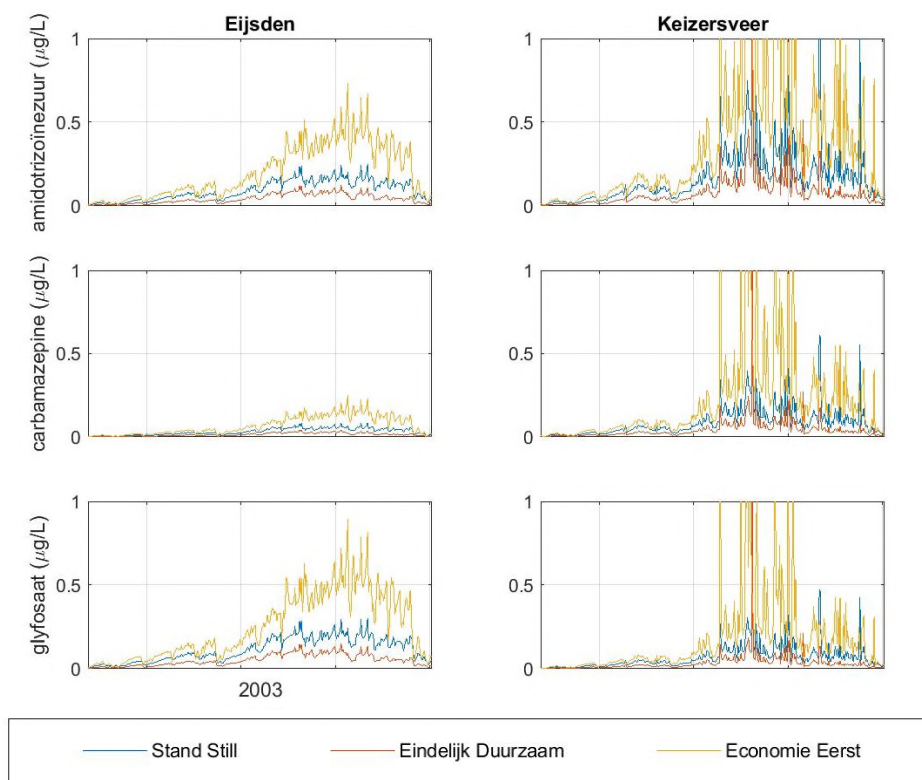 Eijsden
Keizersveer
amidotrizoïnezuur (µg/L)
1
0.5
0
1
0.5
0
carbamazepine (µg/L)
1
0.5
0
1
0.5
0
glyfosaat (µg/L)
1
0.5
0
1
0.5
0
2003
Stand Still
Eindelijk Duurzaam
Economie Eerst